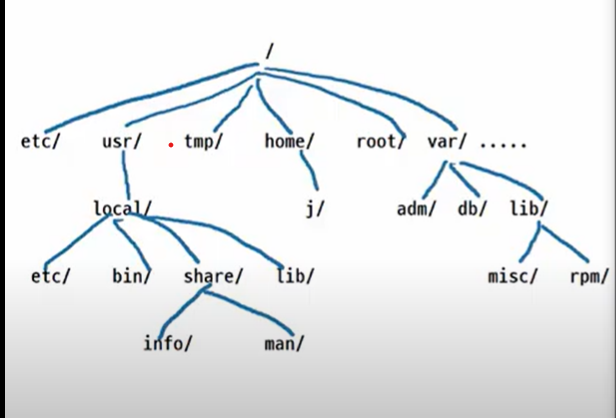 /
etc/ usr/ tmp/ home/ root/ var/ .....
local/ j/ adm/ db/ lib/
etc/ bin/ share/ lib/ misc/ rpm/
info/ man/